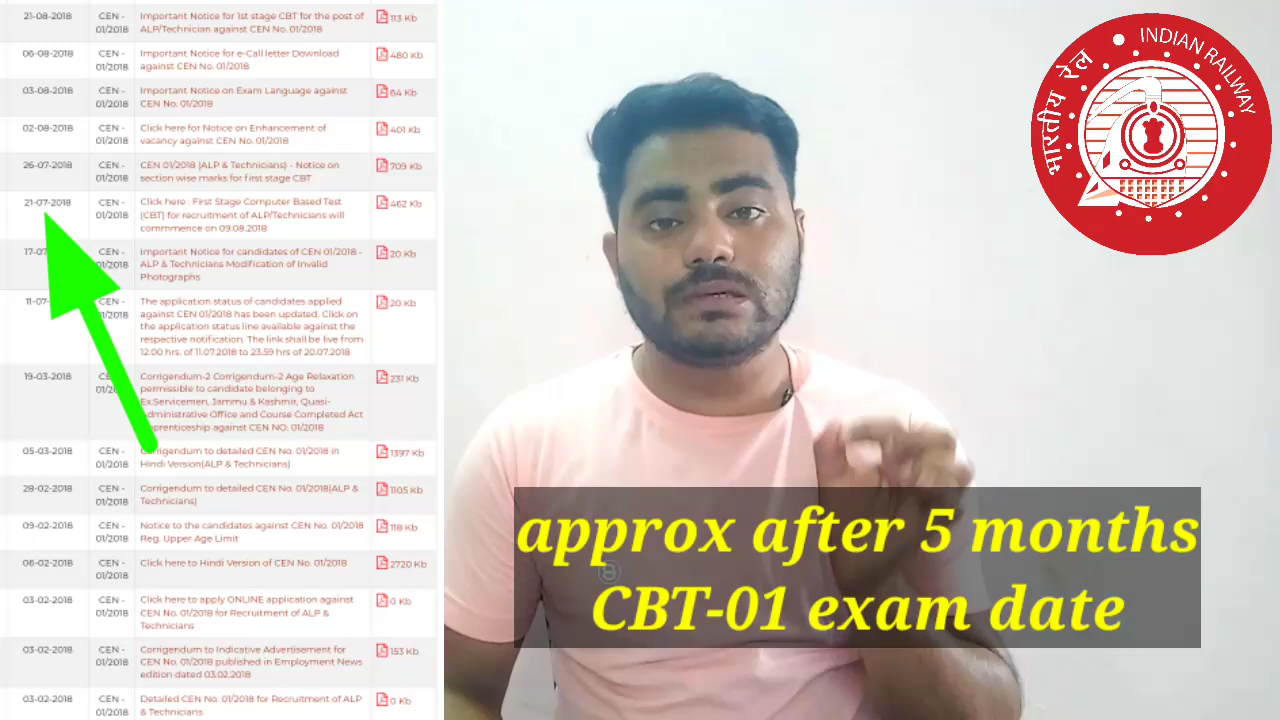 21-08-2018 CEN - Important Notice for 1st stage CBT for the post of 113 Kb
01/2018 ALP/Technician against CEN No. 01/2018
06-08-2018 CEN - Important Notice for e-Call letter Download 480 Kb
01/2018 against CEN No. 01/2018
03-08-2018 CEN - Important Notice on Exam Language against 64 Kb
01/2018 CEN No. 01/2018
02-08-2018 CEN - Click here for Notice on Enhancement of 401 Kb
01/2018 vacancy against CEN No. 01/2018
26-07-2018 CEN - CEN 01/2018 (ALP & Technicians) - Notice on 709 Kb
01/2018 section wise marks for first stage CBT
21-07-2018 CEN - Click here : First Stage Computer Based Test 462 Kb
01/2018 (CBT) for recruitment of ALP/Technicians will
commmence on 09.08.2018
17-07 CEN - Important Notice for candidates of CEN 01/2018 - 20 Kb
01/2018 ALP & Technicians Modification of Invalid
Photographs
11-07- The application status of candidates applied 20 Kb
against CEN 01/2018 has been updated. Click on
the application status line available against the
respective notification. The link shall be live from
12.00 hrs. of 11.07.2018 to 23.59 hrs of 20.07.2018
19-03-2018 CEN - Corrigendum-2 Corrigendum-2 Age Relaxation 231 Kb
permissible to candidate belonging to
Ex.Servicemen, Jammu & Kashmir, Quasi-
dministrative Office and Course Completed Act
prenticeship against CEN NO. 01/2018
05-03-2018 CEN - Corrigendum to detailed CEN No. 01/2018 in 1397 Kb
01/2018 Hindi Version(ALP & Technicians)
28-02-2018 CEN - Corrigendum to detailed CEN No. 01/2018(ALP & 1105 Kb
01/2018 Technicians)
09-02-2018 CEN - Notice to the candidates against CEN No. 01/2018 118 Kb
01/2018 Reg. Upper Age Limit
06-02-2018 CEN - Click here to Hindi Version of CEN No. 01/2018 2720 Kb
01/2018
03-02-2018 CEN - Click here to apply ONLINE application against 0 Kb
01/2018 CEN No. 01/2018 for Recruitment of ALP &
Technicians
03-02-2018 CEN - Corrigendum to Indicative Advertisement for 153 Kb
01/2018 CEN No. 01/2018 published in Employment News
edition dated 03.02.2018
03-02-2018 CEN - Detailed CEN No. 01/2018 for Recruitment of ALP 0 Kb
01/2018 & Technicians
भारतीय रेल INDIAN RAILWAY
approx after 5 months
CBT-01 exam date